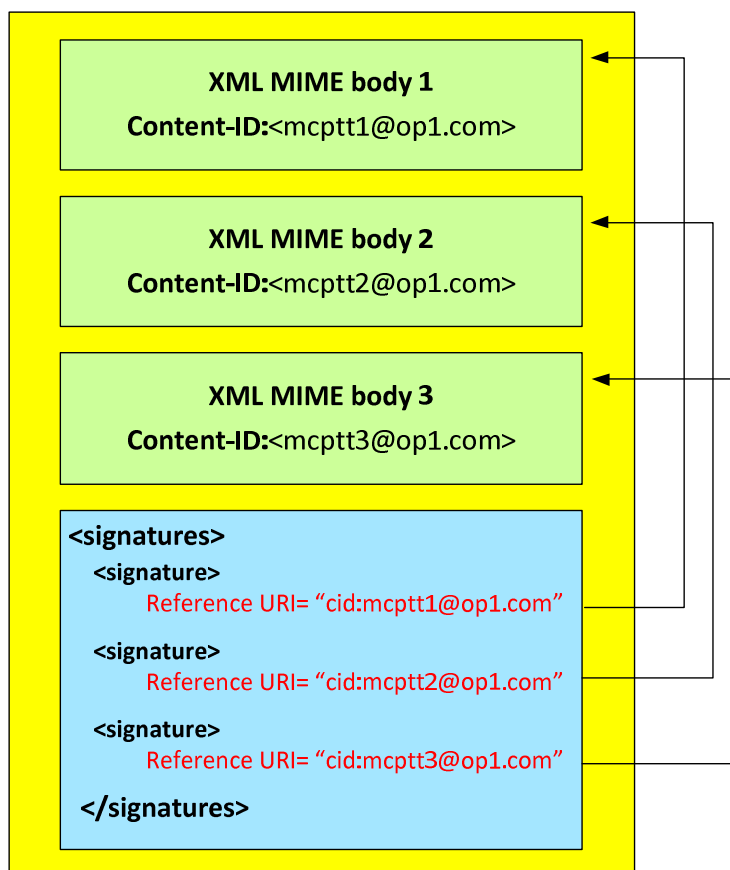 XML MIME body 1
Content-ID:<mcptt1@op1.com>
XML MIME body 2
Content-ID:<mcptt2@op1.com>
XML MIME body 3
Content-ID:<mcptt3@op1.com>
<signatures>
<signature>
Reference URI= “cid:mcptt1@op1.com”
<signature>
Reference URI= “cid:mcptt2@op1.com”
<signature>
Reference URI= “cid:mcptt3@op1.com”
</signatures>